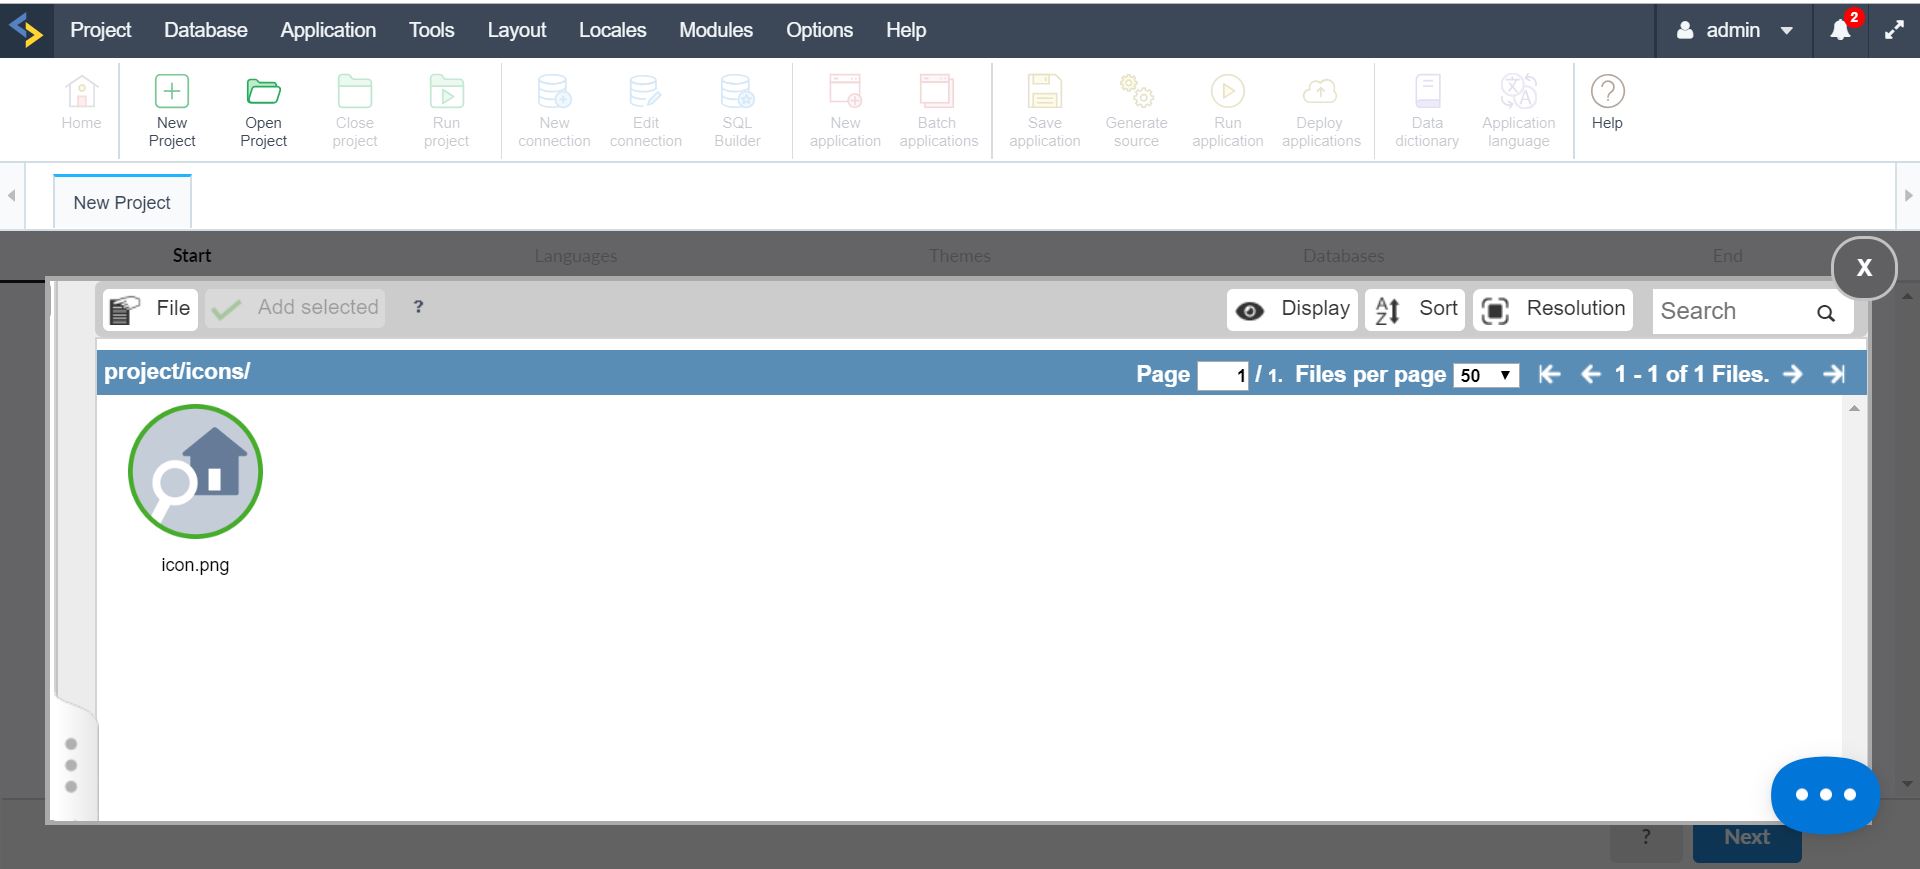 Project Database Application Tools Layout Locales Modules Options Help admin 2
Home
New Project
Open Project
Close project
Run project
New connection
Edit connection
SQL Builder
New application
Batch applications
Save application
Generate source
Run application
Deploy applications
Data dictionary
Application language
Help
New Project
Start Languages Themes Databases End
X
File Add selected ? Display Sort Resolution Search
project/icons/ Page 1 / 1. Files per page 50 1 - 1 of 1 Files.
icon.png
? Next